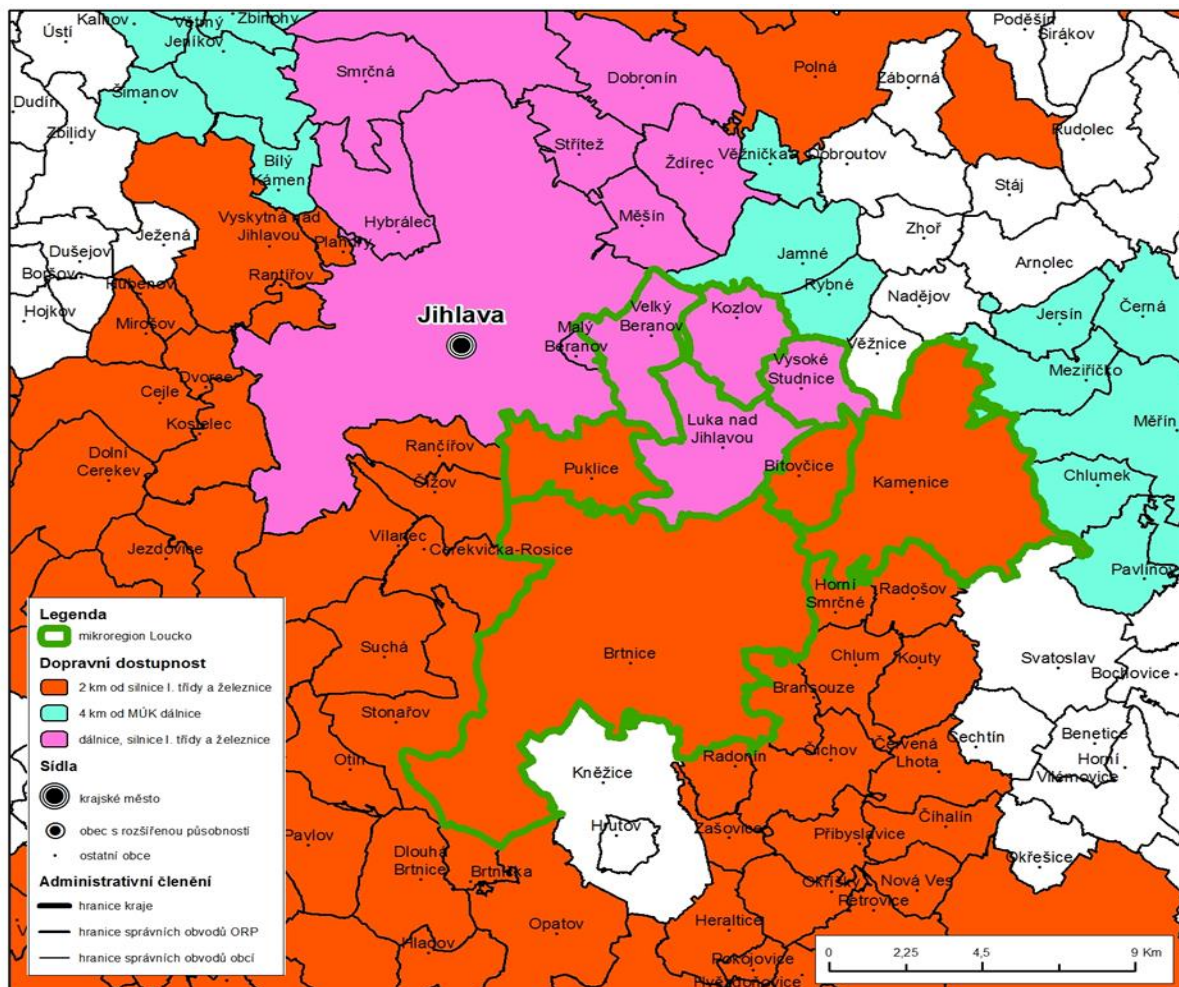 Kalhov
Zbinohy
Ústí
Větrný
Jeníkov
Smrčná
Dobronín
Polná
Poděšín
Sirákov
Záborná
Šimanov
Dudín
Zbilidy
Bílý
Kámen
Střítež
Ždírec
Věžnička
Dobroutov
Rudolec
Stáj
Hybrálec
Měšín
Vyskytná nad
Jihlavou
Plandry
Ježená
Dušejov
Boršov
Hubenov
Rantířov
Hojkov
Mirošov
Jamné
Rybné
Zhoř
Arnolec
Nadějov
Jersín
Černá
Jihlava
Malý
Beranov
Velký
Beranov
Kozlov
Vysoké
Studnice
Věžnice
Meziříčko
Měřín
Dvorce
Cejle
Kostelec
Dolní
Cerekev
Rančířov
Čížov
Puklice
Luka nad
Jihlavou
Bítovčice
Kamenice
Chlumek
Pavlínov
Jezdovice
Vílanec
Cerekvička-Rosice
Horní
Smrčné
Radošov
Suchá
Brtnice
Chlum
Kouty
Svatoslav
Bochovice
Bransouze
Stonařov
Otín
Kněžice
Radonín
Číchov
Červená
Lhota
Šechtín
Benetice
Horní
Vilémovice
Hrutov
Zašovice
Přibyslavice
Číhalín
Okřešice
Pavlov
Dlouhá
Brtnice
Brtnička
Okříšky
Petrovice
Nová Ves
Hladov
Opatov
Heraltice
Pokojovice
Hvězdoňovice
Legenda
mikroregion Loucko
Dopravní dostupnost
2 km od silnice I. třídy a železnice
4 km od MÚK dálnice
dálnice, silnice I. třídy a železnice
Sídla
krajské město
obec s rozšířenou působností
ostatní obce
Administrativní členění
hranice kraje
hranice správních obvodů ORP
hranice správních obvodů obcí
0 2,25 4,5 9 Km